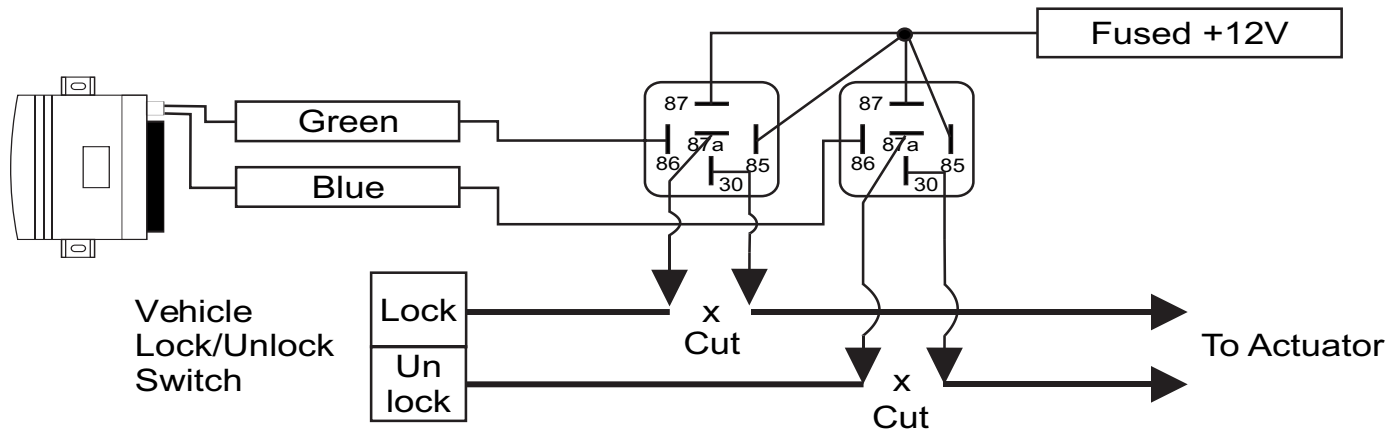 Fused +12V
87
87
Green
87a
87a
86
85
86
85
30
30
Blue
Vehicle
Lock/Unlock
Switch
Lock
Un
lock
x
Cut
x
Cut
To Actuator